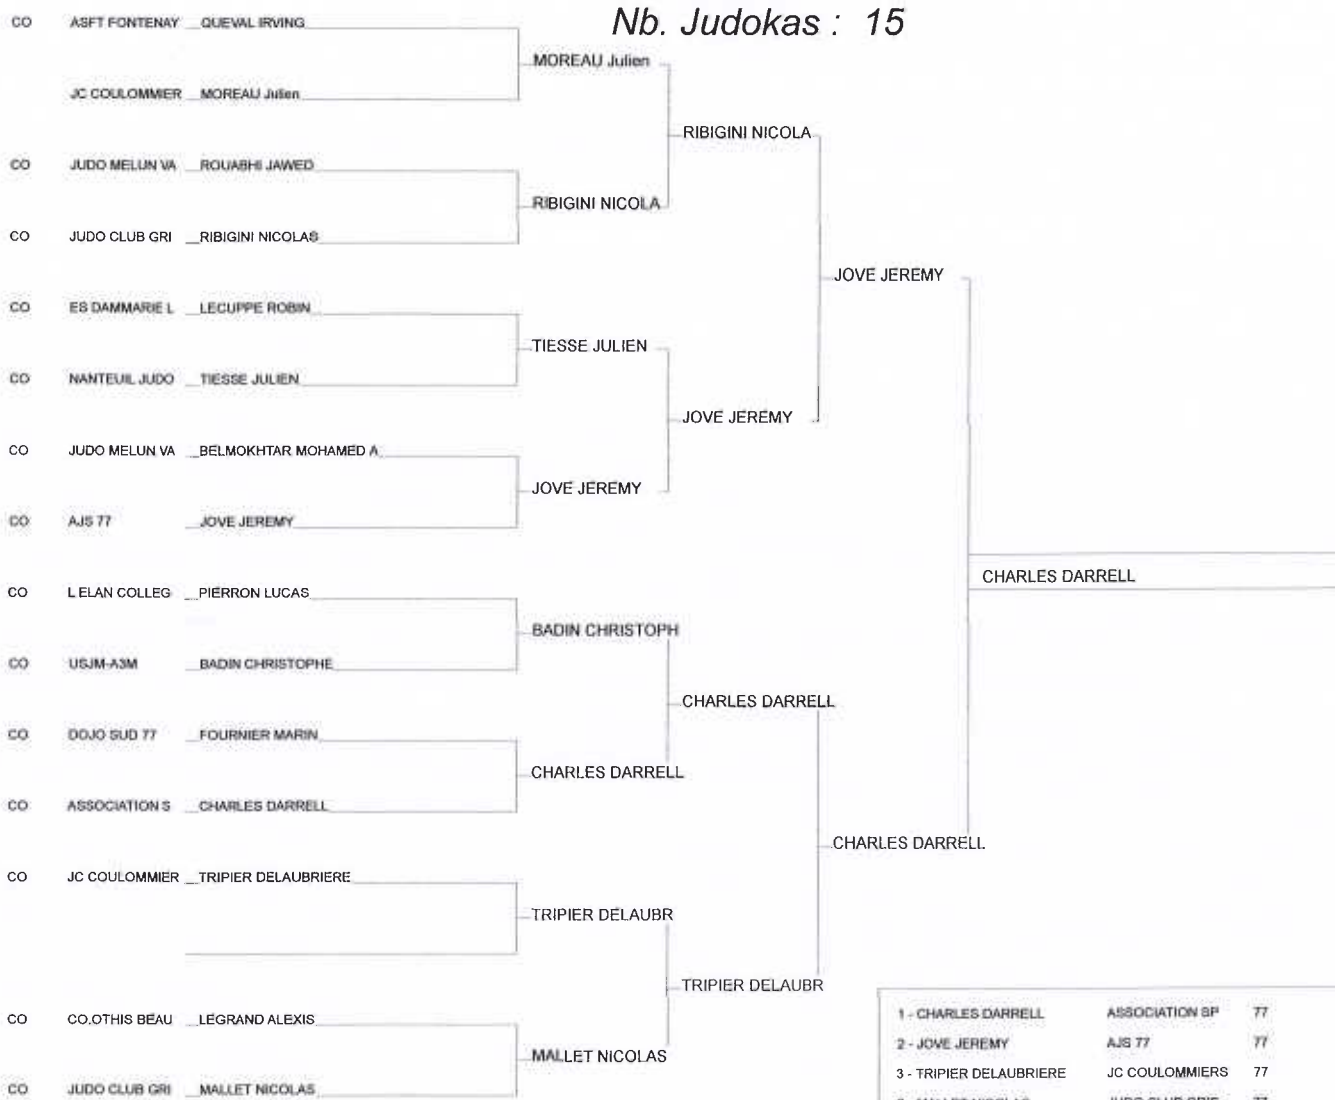 Nb. Judokas : 15
CO ASFT FONTENAY QUEVAL IRVING
MOREAU Julien
JC COULOMMIER MOREAU Julien
RIBIGINI NICOLA
CO JUDO MELUN VA ROUABHI JAWED
RIBIGINI NICOLA
CO JUDO CLUB GRI RIBIGINI NICOLAS
JOVE JEREMY
CO ES DAMMARIE L LECUPPE ROBIN
TIESSE JULIEN
CO NANTEUIL JUDO TIESSE JULIEN
JOVE JEREMY
CO JUDO MELUN VA BELMOKHTAR MOHAMED A
JOVE JEREMY
CO AJS 77 JOVE JEREMY
CHARLES DARRELL
CO L ELAN COLLEG PIERRON LUCAS
BADIN CHRISTOPH
CO USJM-A3M BADIN CHRISTOPHE
CHARLES DARRELL
CO DOJO SUD 77 FOURNIER MARIN
CHARLES DARRELL
CO ASSOCIATION S CHARLES DARRELL
CHARLES DARRELL
CO JC COULOMMIER TRIPIER DELAUBRIERE
TRIPIER DELAUBR
TRIPIER DELAUBR
CO CO.OTHIS BEAU LEGRAND ALEXIS
MALLET NICOLAS
CO JUDO CLUB GRI MALLET NICOLAS
1 - CHARLES DARRELL ASSOCIATION SP 77
2 - JOVE JEREMY AJS 77 77
3 - TRIPIER DELAUBRIERE JC COULOMMIERS 77